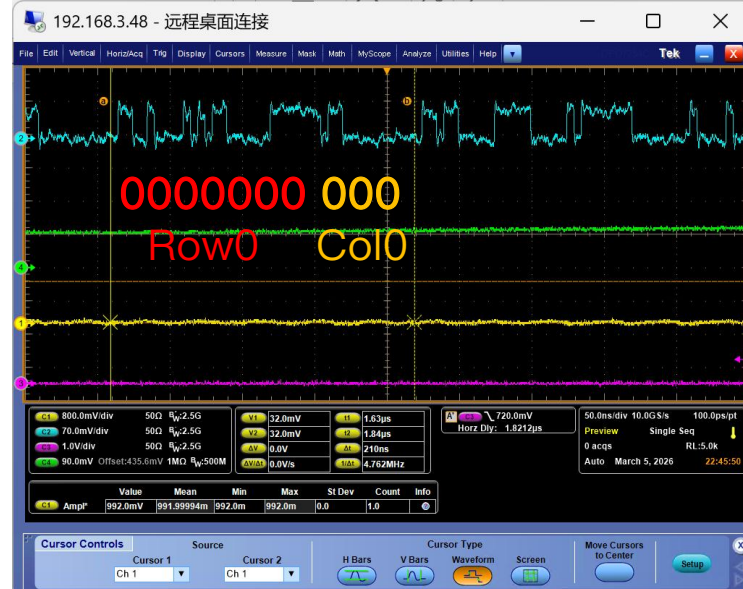 192.168.3.48 - 远程桌面连接
File Edit Vertical Horiz/Acq Trig Display Cursors Measure Mask Math MyScope Analyze Utilities Help Tek X
a b
2
0000000 000
Row0 Col0
4
1
3
C1 800.0mV/div 50Ω BW:2.5G
C2 70.0mV/div 50Ω BW:2.5G
C3 1.0V/div 50Ω BW:2.5G
C4 90.0mV Offset:435.6mV 1MΩ BW:500M
V1 32.0mV t1 1.63µs
V2 32.0mV t2 1.84µs
ΔV 0.0V Δt 210ns
ΔV/Δt 0.0V/s 1/Δt 4.762MHz
A' C3 720.0mV
Horz Dly: 1.8212µs
50.0ns/div 10.0GS/s 100.0ps/pt
Preview Single Seq
0 acqs RL:5.0k
Auto March 5, 2026 22:45:50
Value Mean Min Max St Dev Count Info
C1 Ampl* 992.0mV 991.99994m 992.0m 992.0m 0.0 1.0
Cursor Controls Source Cursor Type Move Cursors to Center X
Cursor 1 Cursor 2 H Bars V Bars Waveform Screen Setup
Ch 1 Ch 1